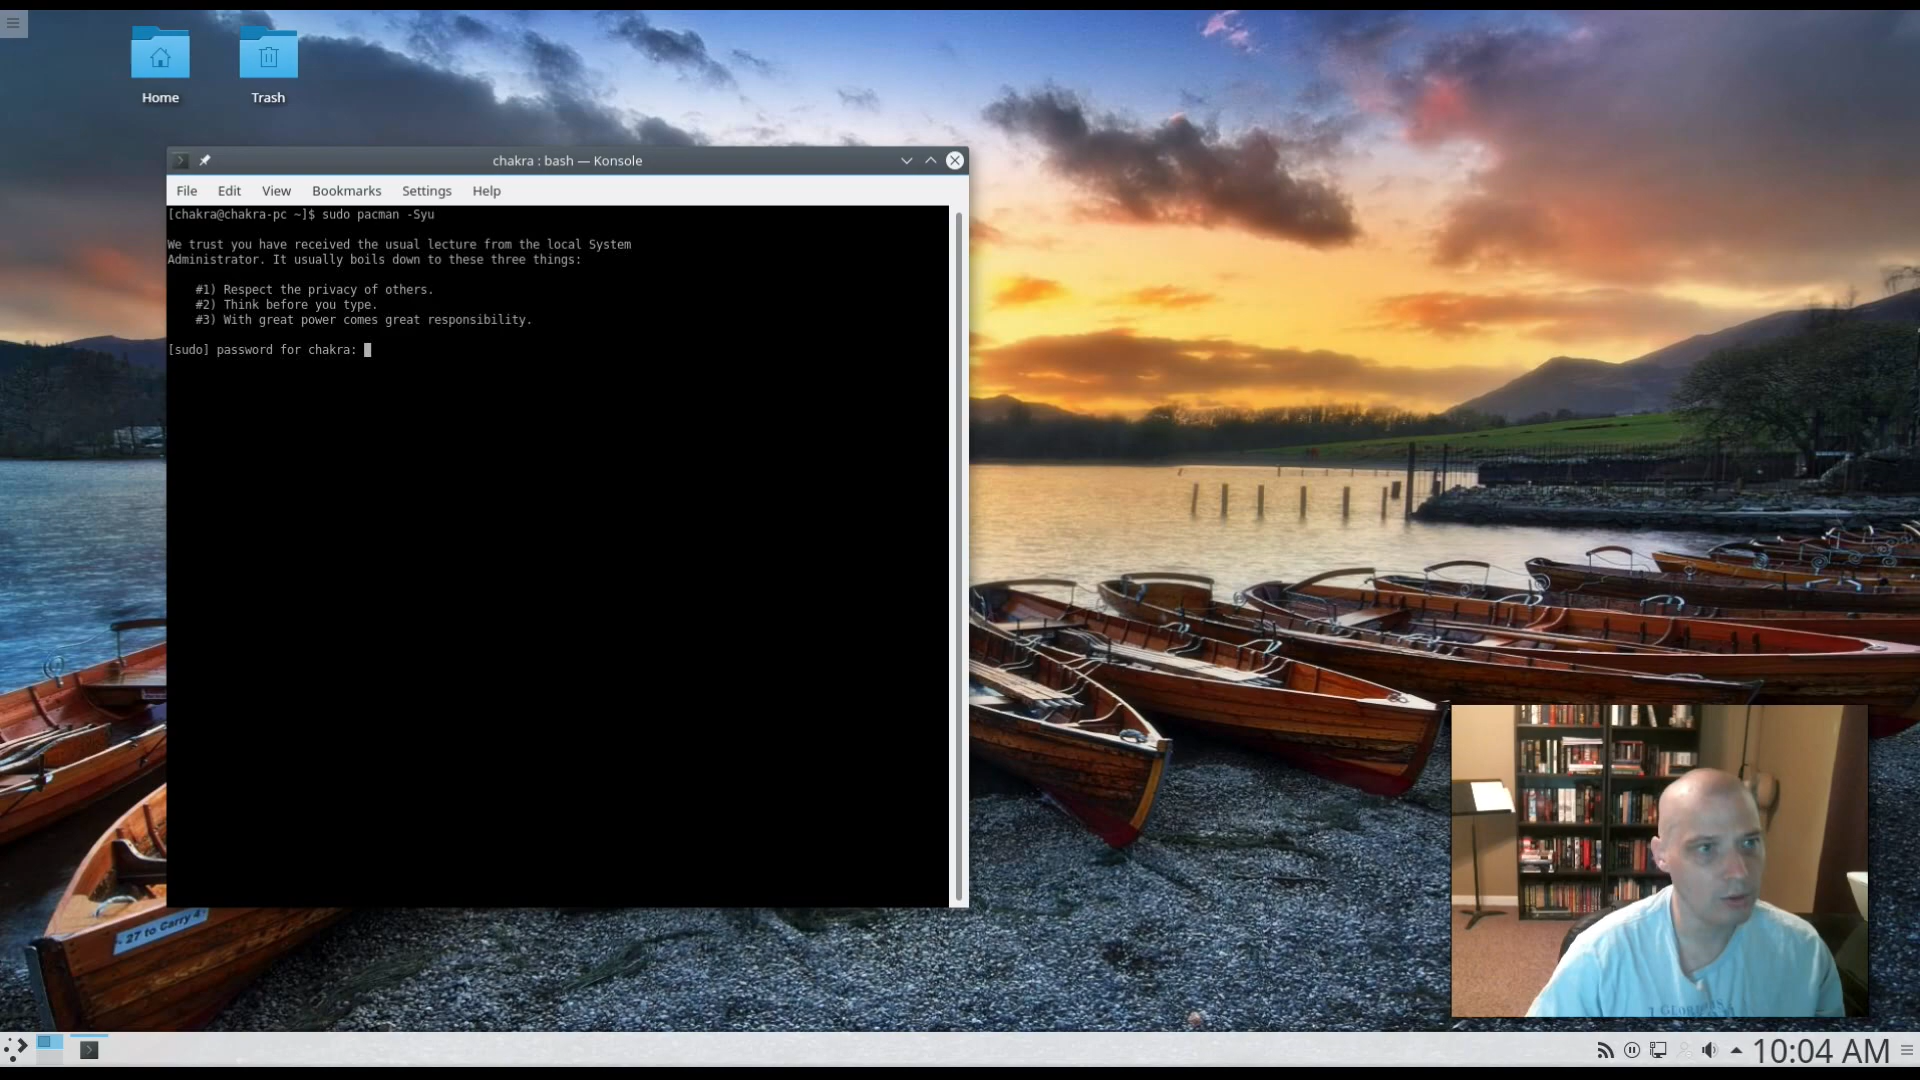 Home
Trash
chakra : bash — Konsole
File Edit View Bookmarks Settings Help
[chakra@chakra-pc ~]$ sudo pacman -Syu
We trust you have received the usual lecture from the local System
Administrator. It usually boils down to these three things:
#1) Respect the privacy of others.
#2) Think before you type.
#3) With great power comes great responsibility.
[sudo] password for chakra:
27 to Carry 4
10:04 AM